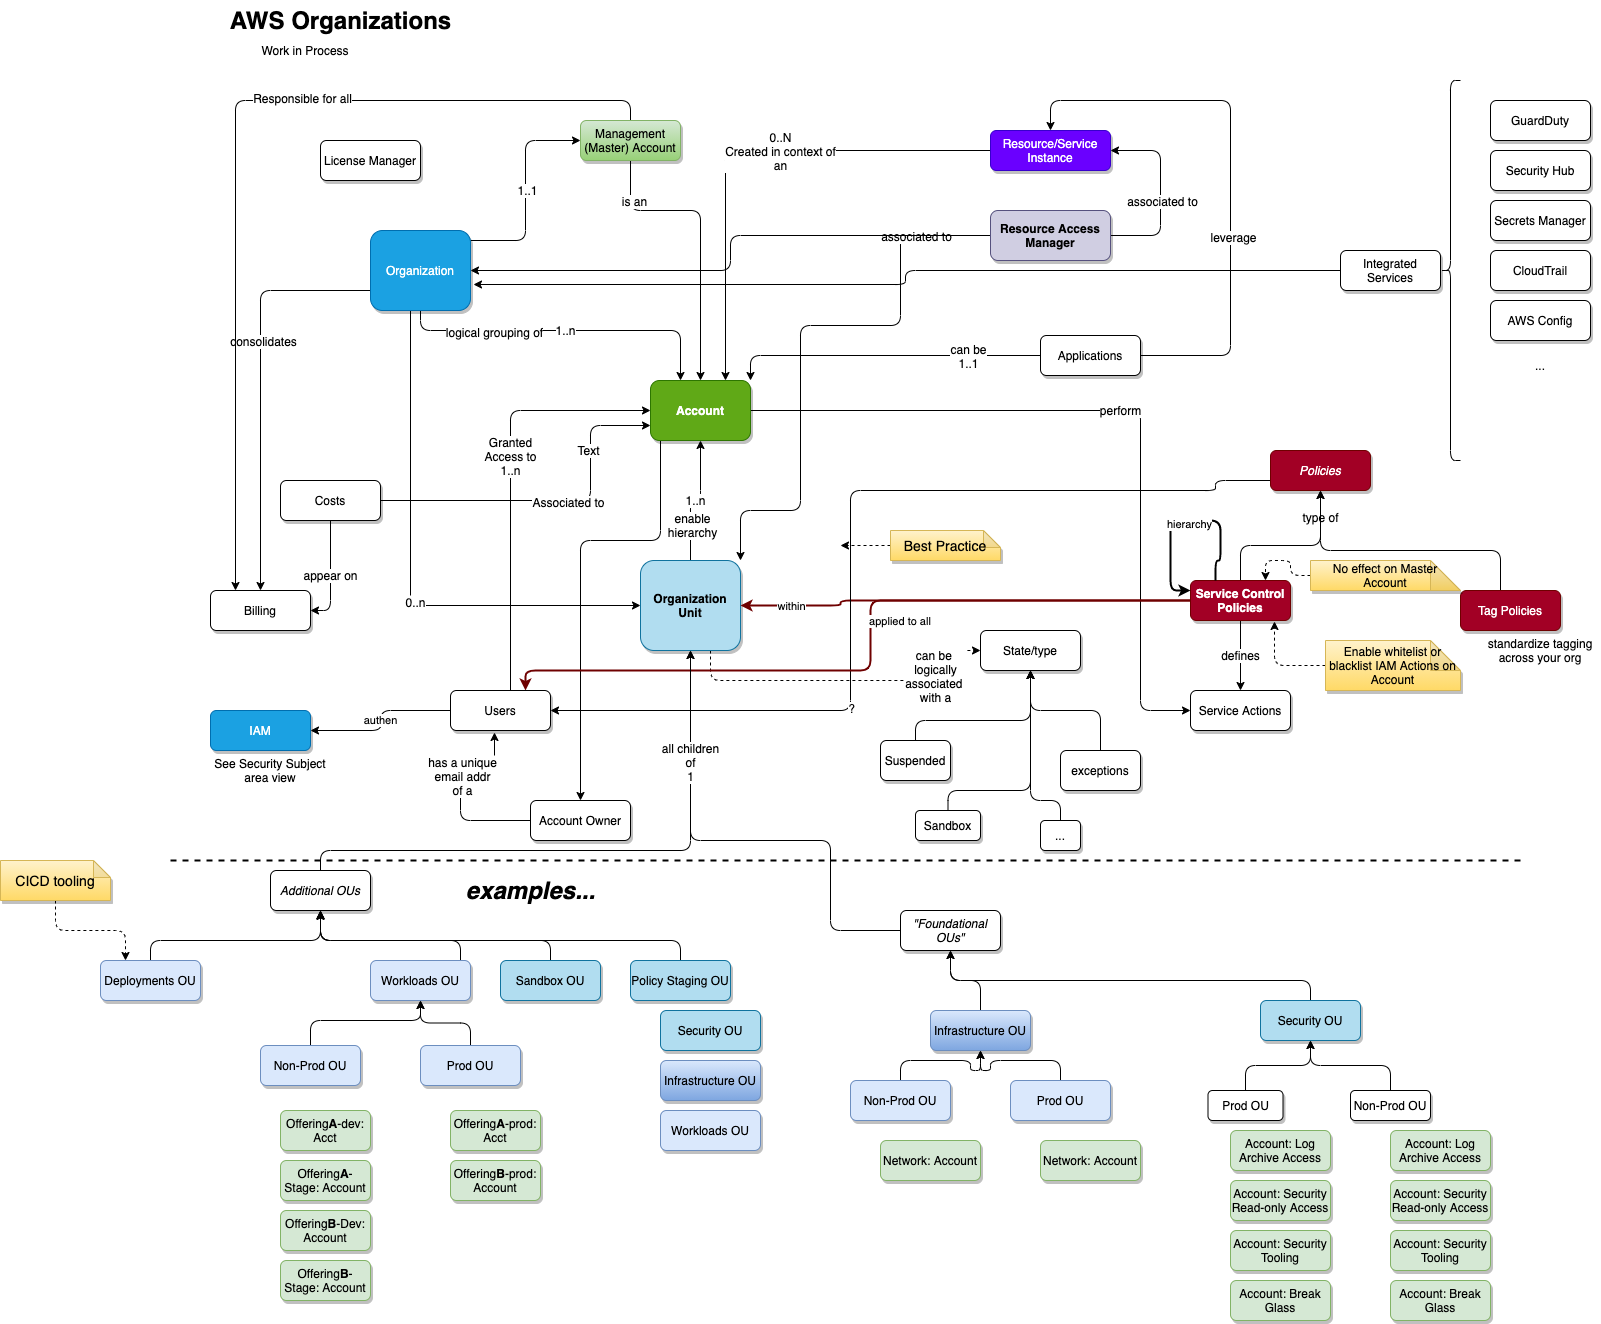 AWS Organizations
Work in Process
Responsible for all
License Manager
Management
(Master) Account
1..1
is an
0..N
Created in context of
an
Resource/Service
Instance
Resource Access
Manager
associated to
associated to
leverage
Integrated
Services
GuardDuty
Security Hub
Secrets Manager
CloudTrail
AWS Config
...
Organization
consolidates
logical grouping of
1..n
can be
1..1
Applications
Account
perform
Granted
Access to
1..n
Text
Costs
Associated to
1..n
enable
hierarchy
appear on
Billing
0..n
Organization
Unit
within
Best Practice
Policies
type of
hierarchy
No effect on Master
Account
Service Control
Policies
Tag Policies
standardize tagging
across your org
applied to all
defines
Enable whitelist or
blacklist IAM Actions on
Account
can be
logically
associated
with a
State/type
Service Actions
Users
?
authen
IAM
See Security Subject
area view
has a unique
email addr
of a
Account Owner
all children
of
1
Suspended
exceptions
Sandbox
...
CICD tooling
Additional OUs
examples...
"Foundational
OUs"
Deployments OU
Workloads OU
Sandbox OU
Policy Staging OU
Security OU
Infrastructure OU
Workloads OU
Non-Prod OU
Prod OU
OfferingA-dev:
Acct
OfferingA-
Stage: Account
OfferingB-Dev:
Account
OfferingB-
Stage: Account
OfferingA-prod:
Acct
OfferingB-prod:
Account
Infrastructure OU
Non-Prod OU
Prod OU
Network: Account
Network: Account
Security OU
Prod OU
Non-Prod OU
Account: Log
Archive Access
Account: Security
Read-only Access
Account: Security
Tooling
Account: Break
Glass
Account: Log
Archive Access
Account: Security
Read-only Access
Account: Security
Tooling
Account: Break
Glass